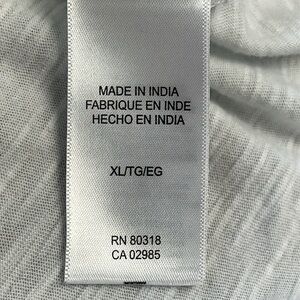 MADE IN INDIA
FABRIQUE EN INDE
HECHO EN INDIA
XL/TG/EG
RN 80318
CA 02985